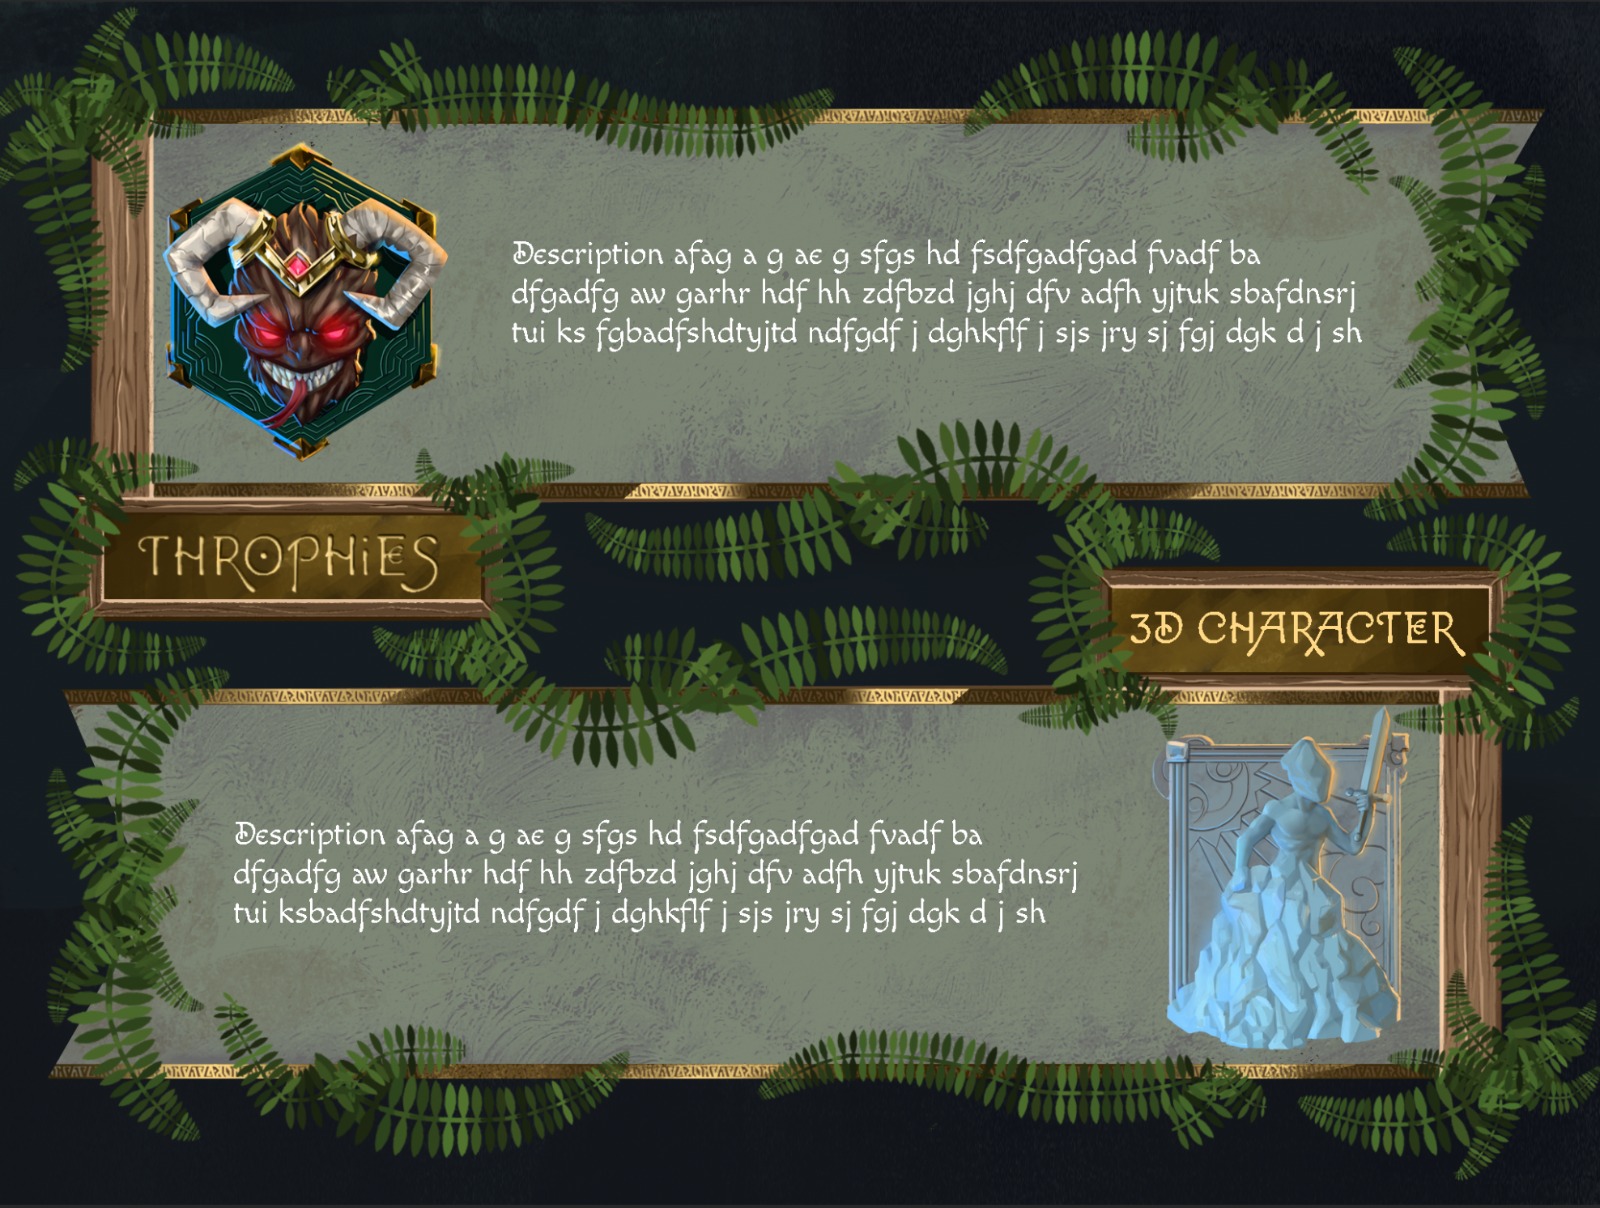 Description afag a g ae g sfgs hd fsdfgadfgad fvadf ba
dfgadfg aw garhr hdf hh zdfbzd jghj dfv adfh yjtuk sbafdnsrj
tui ks fgbadfshdtyjtd ndfgdf j dghkflf j sjs jry sj fgj dgk d j sh
THROPHiES
3D CHARACTER
Description afag a g ae g sfgs hd fsdfgadfgad fvadf ba
dfgadfg aw garhr hdf hh zdfbzd jghj dfv adfh yjtuk sbafdnsrj
tui ksbadfshdtyjtd ndfgdf j dghkflf j sjs jry sj fgj dgk d j sh